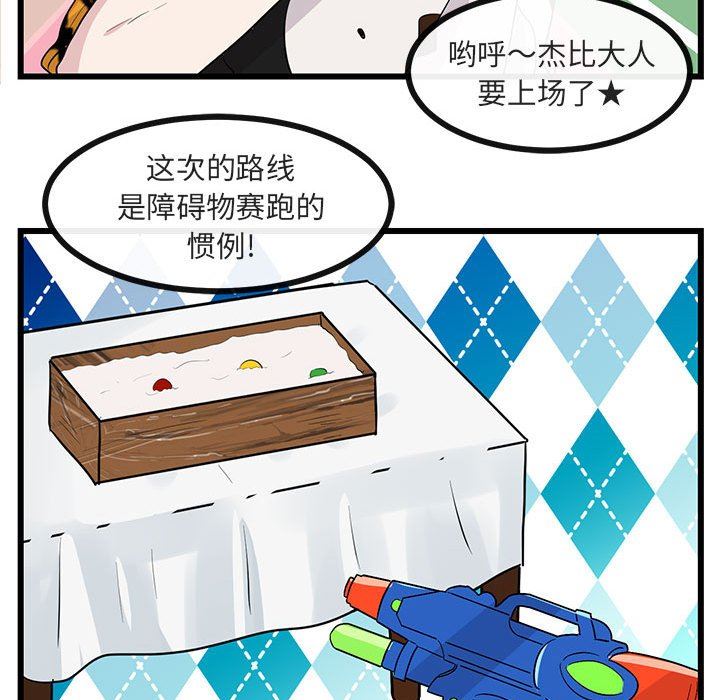 哟呼～杰比大人
要上场了★
这次的路线
是障碍物赛跑的
惯例!